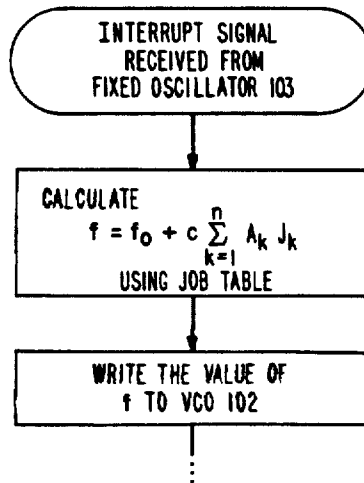 INTERRUPT SIGNAL
RECEIVED FROM
FIXED OSCILLATOR 103
CALCULATE
f = f₀ + c ∑ₖ₌₁ⁿ Aₖ Jₖ
USING JOB TABLE
WRITE THE VALUE OF
f TO VCO 102